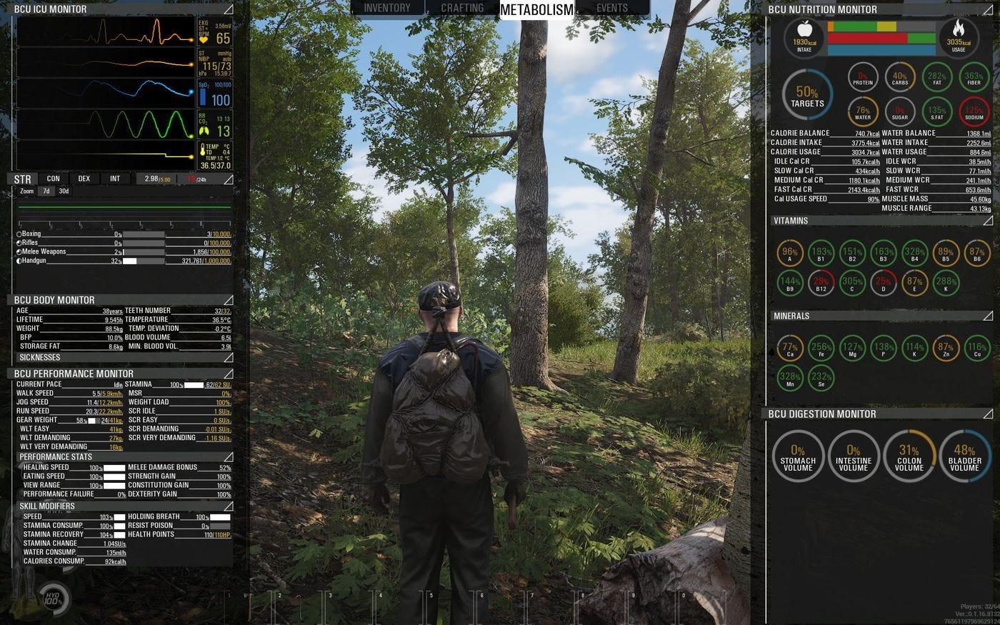 INVENTORY
CRAFTING
METABOLISM
EVENTS
BCU ICU MONITOR
EKG 3.58mV
ST+
BPM 65
ST mmHg
NIBP auto
115/73
kPa 15.3/9.7
SpO2 100/100
100
RR 13 13
CO2
13
TEMP °C
TD 0.4
TEMP 1/2 °C
36.5/37.0
STR CON DEX INT 2.98/5.00 /24h
Zoom 7d 30d
Boxing 0% 3/10,000
Rifles 0% 0/100,000
Melee Weapons 2% 1,856/100,000
Handgun 32% 321,761/1,000,000
BCU BODY MONITOR
AGE 38years TEETH NUMBER 32/32
LIFETIME 9.545h TEMPERATURE 36.5°C
WEIGHT 88.5kg TEMP. DEVIATION -0.2°C
BFP 10.0% BLOOD VOLUME 6.5l
STORAGE FAT 8.6kg MIN. BLOOD VOL. 3.9l
SICKNESSES
BCU PERFORMANCE MONITOR
CURRENT PACE Idle STAMINA 100% 62/62 SU
WALK SPEED 5.5/5.9km/h MSR 0%
JOG SPEED 11.4/12.2km/h WEIGHT LOAD 100%
RUN SPEED 20.3/22.2km/h SCR IDLE 1 SU/s
GEAR WEIGHT 58% 24/41kg SCR EASY 0 SU/s
WLT EASY 41kg SCR DEMANDING -0.01 SU/s
WLT DEMANDING 27kg SCR VERY DEMANDING -1.16 SU/s
WLT VERY DEMANDING 16kg
PERFORMANCE STATS
HEALING SPEED 100% MELEE DAMAGE BONUS 52%
EATING SPEED 100% STRENGTH GAIN 100%
VIEW RANGE 100% CONSTITUTION GAIN 100%
PERFORMANCE FAILURE 0% DEXTERITY GAIN 100%
SKILL MODIFIERS
SPEED 103% HOLDING BREATH 100%
STAMINA CONSUMP. 100% RESIST POISON 0%
STAMINA RECOVERY 104% HEALTH POINTS 110/110HP
STAMINA CHANGE 1.04SU/s
WATER CONSUMP. 135ml/h
CALORIES CONSUMP. 92kcal/h
HYD
100%
1 2 3 4 5 6 7 8 9 0
BCU NUTRITION MONITOR
1930kcal
INTAKE
3035kcal
USAGE
50%
TARGETS
0% PROTEIN
40% CARBS
282% FAT
363% FIBER
76% WATER
0% SUGAR
135% S.FAT
125% SODIUM
CALORIE BALANCE 740.7kcal WATER BALANCE 1368.1ml
CALORIE INTAKE 3775.4kcal WATER INTAKE 2252.6ml
CALORIE USAGE 3034.7kcal WATER USAGE 884.6ml
IDLE Cal CR 105.7kcal/h IDLE WCR 38.5ml/h
SLOW Cal CR 434kcal/h SLOW WCR 77.1ml/h
MEDIUM Cal CR 1180.1kcal/h MEDIUM WCR 241.1ml/h
FAST Cal CR 2143.4kcal/h FAST WCR 653.6ml/h
Cal USAGE SPEED 90% MUSCLE MASS 45.60kg
MUSCLE RANGE 43.13kg
VITAMINS
96% A
193% B1
151% B2
163% B3
328% B4
89% B5
87% B6
144% B9
29% B12
305% C
25% D
87% E
288% K
MINERALS
77% Ca
256% Fe
127% Mg
138% P
114% K
87% Zn
116% Cu
328% Mn
232% Se
BCU DIGESTION MONITOR
0% STOMACH VOLUME
0% INTESTINE VOLUME
31% COLON VOLUME
48% BLADDER VOLUME
Players: 32/64
Ver.:0.1.16.8132